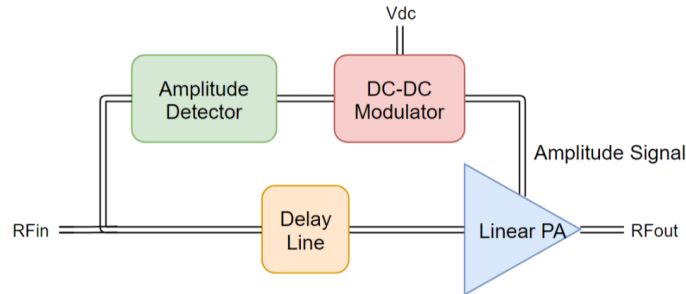 Vdc
Amplitude
Detector
DC-DC
Modulator
Amplitude Signal
RFin
Delay
Line
Linear PA
RFout